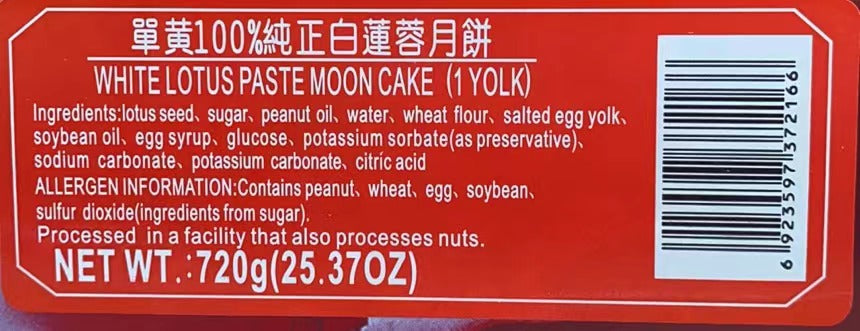 單黃100%純正白蓮蓉月餅
WHITE LOTUS PASTE MOON CAKE (1 YOLK)
Ingredients:lotus seed、sugar、peanut oil、water、wheat flour、salted egg yolk、
soybean oil、egg syrup、glucose、potassium sorbate(as preservative)、
sodium carbonate、potassium carbonate、citric acid
ALLERGEN INFORMATION:Contains peanut、wheat、egg、soybean、
sulfur dioxide(ingredients from sugar).
Processed in a facility that also processes nuts.
NET WT.:720g(25.37OZ)
6 923597 372166